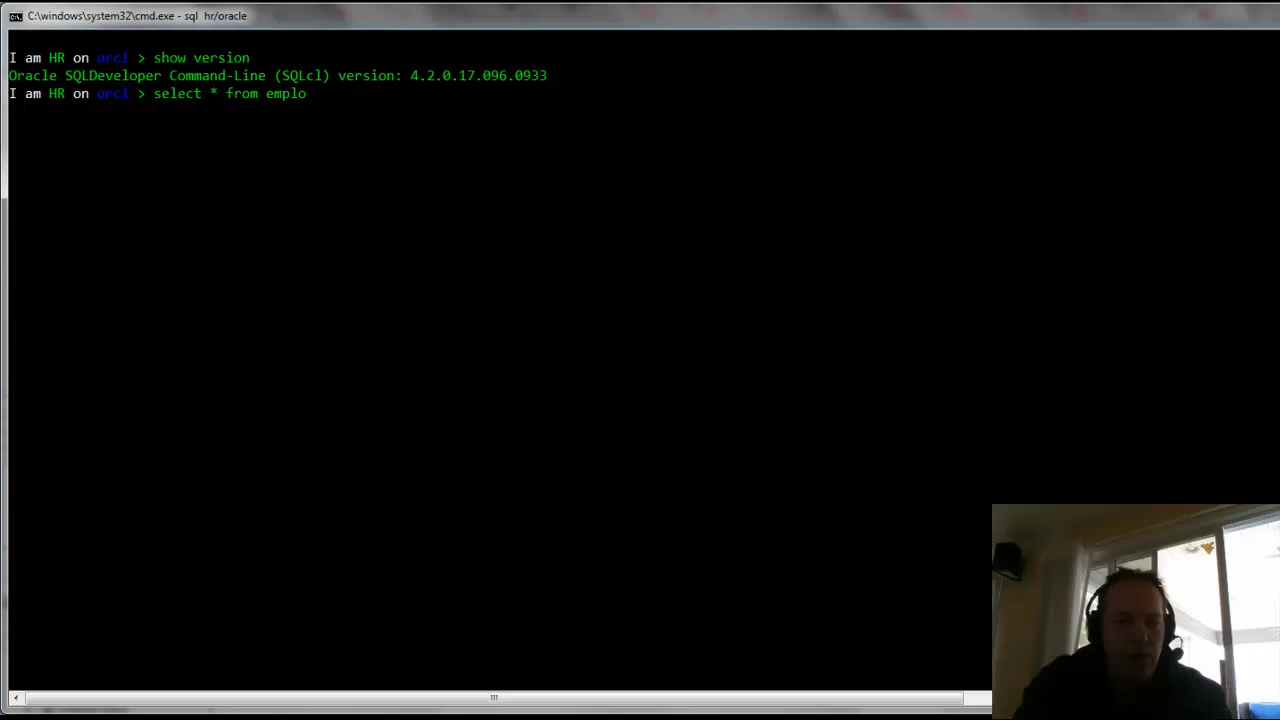 C:\windows\system32\cmd.exe - sql hr/oracle
I am HR on orcl > show version
Oracle SQLDeveloper Command-Line (SQLcl) version: 4.2.0.17.096.0933
I am HR on orcl > select * from emplo